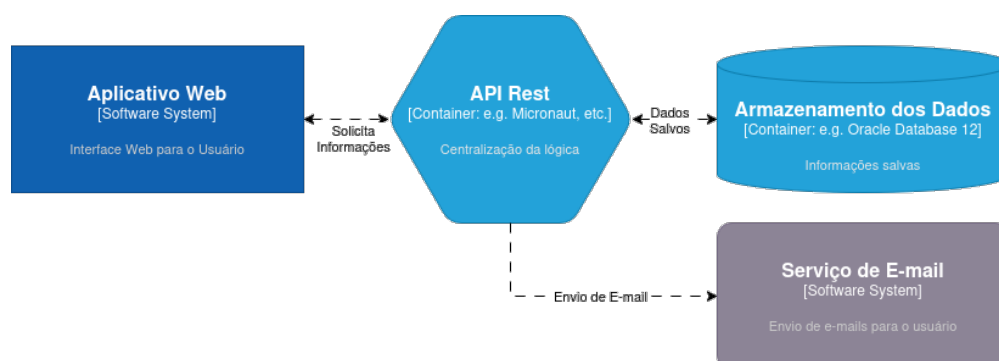 Aplicativo Web
[Software System]
Interface Web para o Usuário
Solicita
Informações
API Rest
[Container: e.g. Micronaut, etc.]
Centralização da lógica
Dados
Salvos
Armazenamento dos Dados
[Container: e.g. Oracle Database 12]
Informações salvas
Envio de E-mail
Serviço de E-mail
[Software System]
Envio de e-mails para o usuário